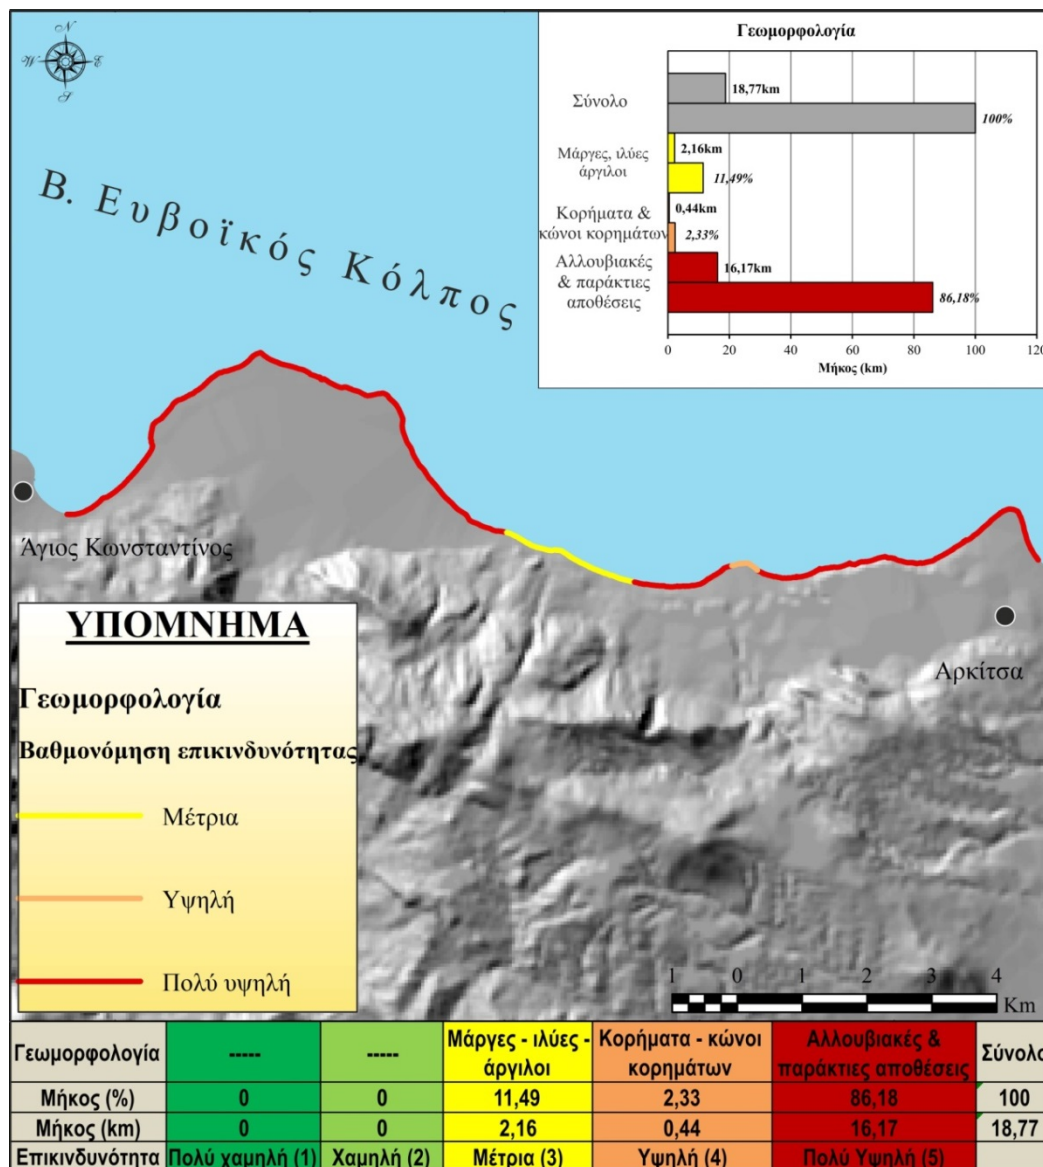 N
W E
S
Β. Ευβοϊκός Κόλπος
Γεωμορφολογία
Σύνολο
18,77km
100%
Μάργες, ιλύες
άργιλοι
2,16km
11,49%
Κορήματα &
κώνοι κορημάτων
0,44km
2,33%
Αλλουβιακές
& παράκτιες
αποθέσεις
16,17km
86,18%
0 20 40 60 80 100 120
Μήκος (km)
Άγιος Κωνσταντίνος
Αρκίτσα
ΥΠΟΜΝΗΜΑ
Γεωμορφολογία
Βαθμονόμηση επικινδυνότητας
Μέτρια
Υψηλή
Πολύ υψηλή
1 0 1 2 3 4
Km
Γεωμορφολογία ----- ----- Μάργες - ιλύες - άργιλοι Κορήματα - κώνοι κορημάτων Αλλουβιακές & παράκτιες αποθέσεις Σύνολο
Μήκος (%) 0 0 11,49 2,33 86,18 100
Μήκος (km) 0 0 2,16 0,44 16,17 18,77
Επικινδυνότητα Πολύ χαμηλή (1) Χαμηλή (2) Μέτρια (3) Υψηλή (4) Πολύ Υψηλή (5)